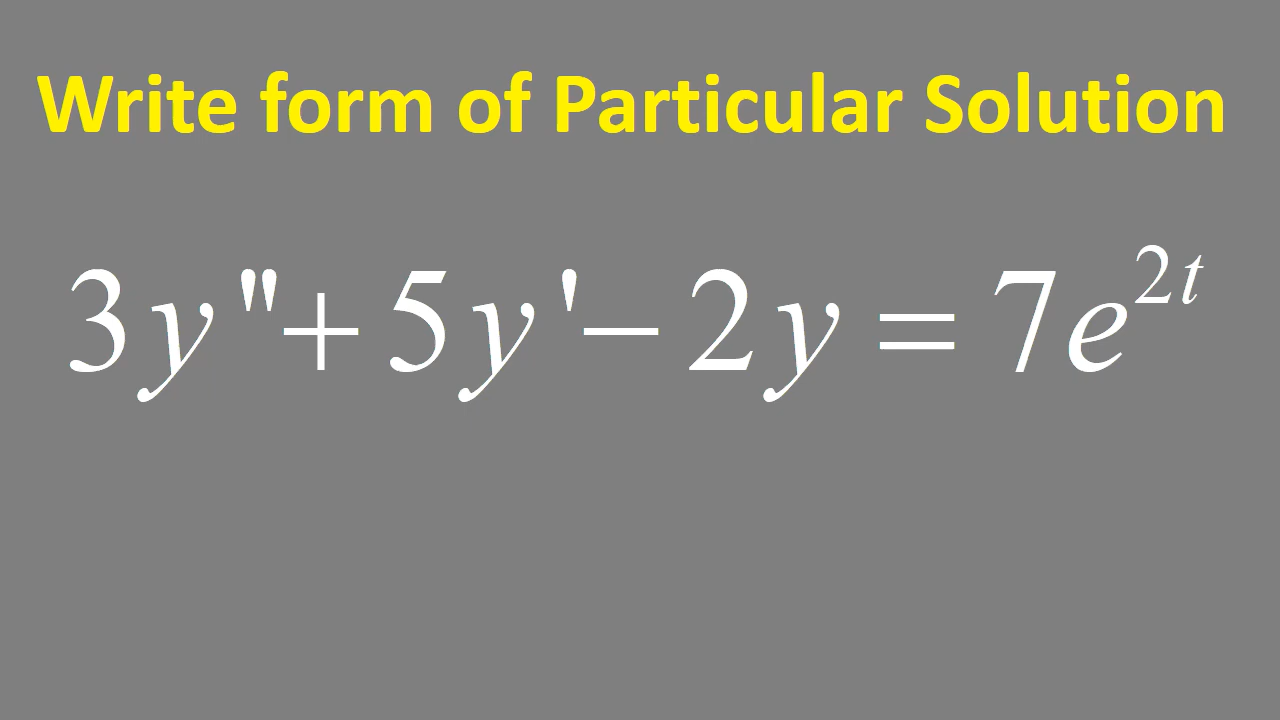 Write form of Particular Solution
3y"+5y'−2y = 7e^{2t}